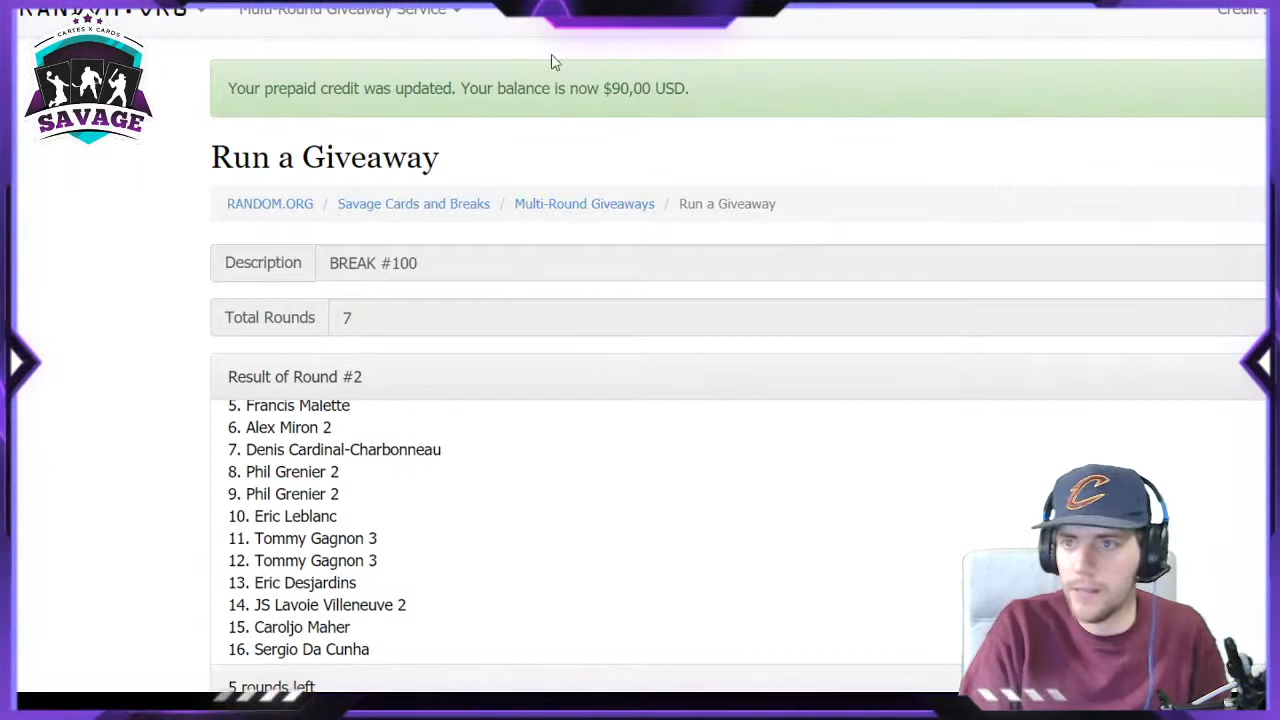 RANDOM.ORG
Multi-Round Giveaway Service
Credit
CARTES X CARDS
SAVAGE
Your prepaid credit was updated. Your balance is now $90,00 USD.
Run a Giveaway
RANDOM.ORG / Savage Cards and Breaks / Multi-Round Giveaways / Run a Giveaway
Description BREAK #100
Total Rounds 7
Result of Round #2
5. Francis Malette
6. Alex Miron 2
7. Denis Cardinal-Charbonneau
8. Phil Grenier 2
9. Phil Grenier 2
10. Eric Leblanc
11. Tommy Gagnon 3
12. Tommy Gagnon 3
13. Eric Desjardins
14. JS Lavoie Villeneuve 2
15. Caroljo Maher
16. Sergio Da Cunha
5 rounds left
C